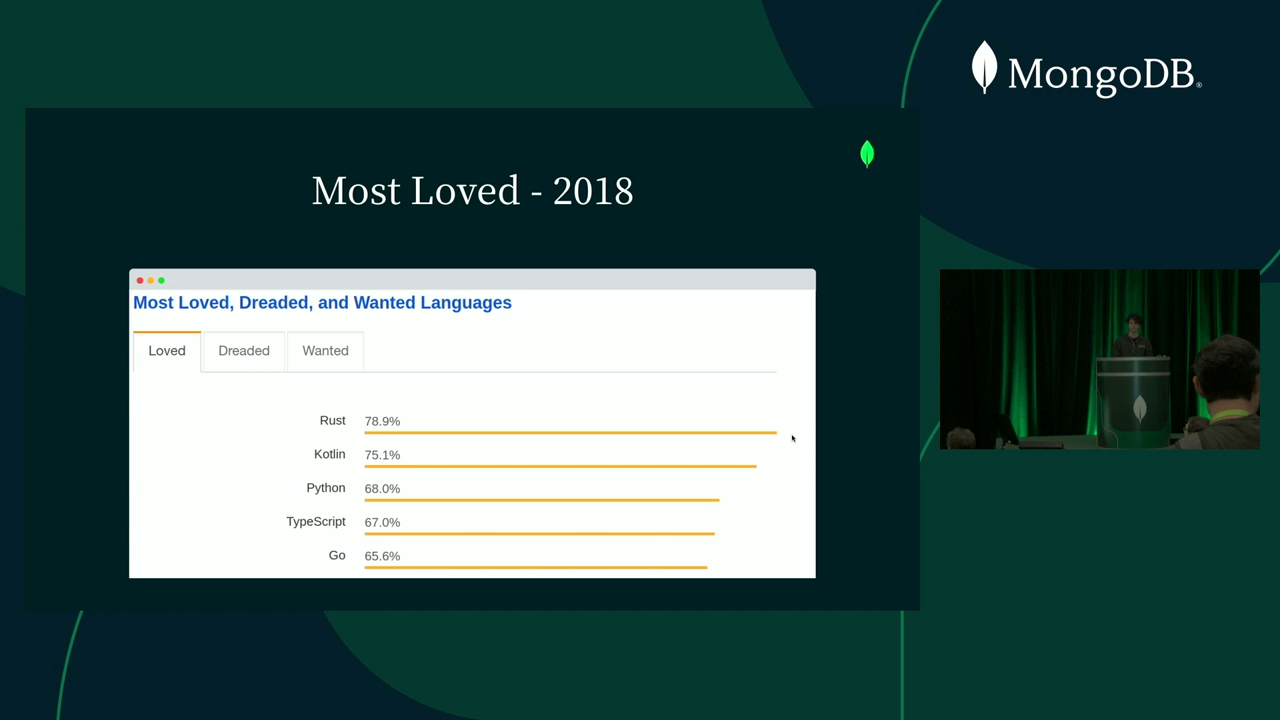 MongoDB®
Most Loved - 2018
Most Loved, Dreaded, and Wanted Languages
Loved Dreaded Wanted
Rust 78.9%
Kotlin 75.1%
Python 68.0%
TypeScript 67.0%
Go 65.6%